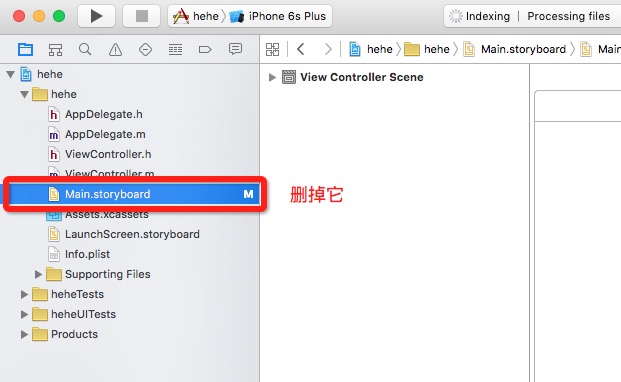 hehe iPhone 6s Plus Indexing | Processing files
hehe hehe Main.storyboard Main
hehe
View Controller Scene
hehe
h AppDelegate.h
m AppDelegate.m
h ViewController.h
m ViewController.m
Main.storyboard M
删掉它
Assets.xcassets
LaunchScreen.storyboard
Info.plist
Supporting Files
heheTests
heheUITests
Products